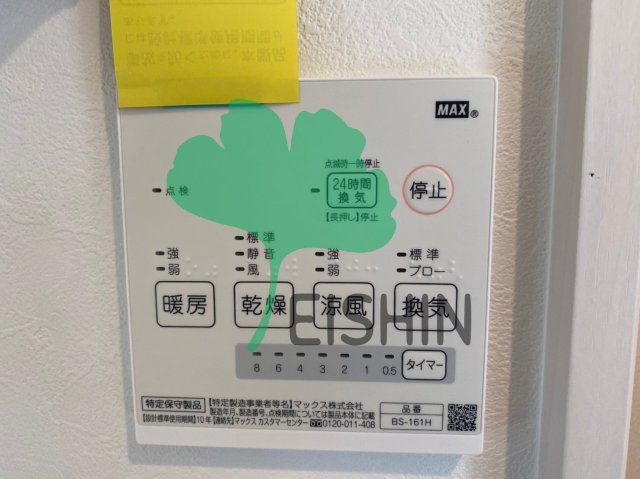 MAX®
点検
点滅時一時停止
24時間
換気
【長押し】停止
停止
強
弱
標準
静音
風
強
弱
標準
ブロー
暖房
乾燥
涼風
換気
EISHIN
8 6 4 3 2 1 0.5
タイマー
特定保守製品
【特定製造事業者等名】マックス株式会社
製造年月、製造番号、点検期間については製品本体に記載
【設計標準使用期間】10年【連絡先】マックス カスタマーセンター 0120-011-408
品番
BS-161H